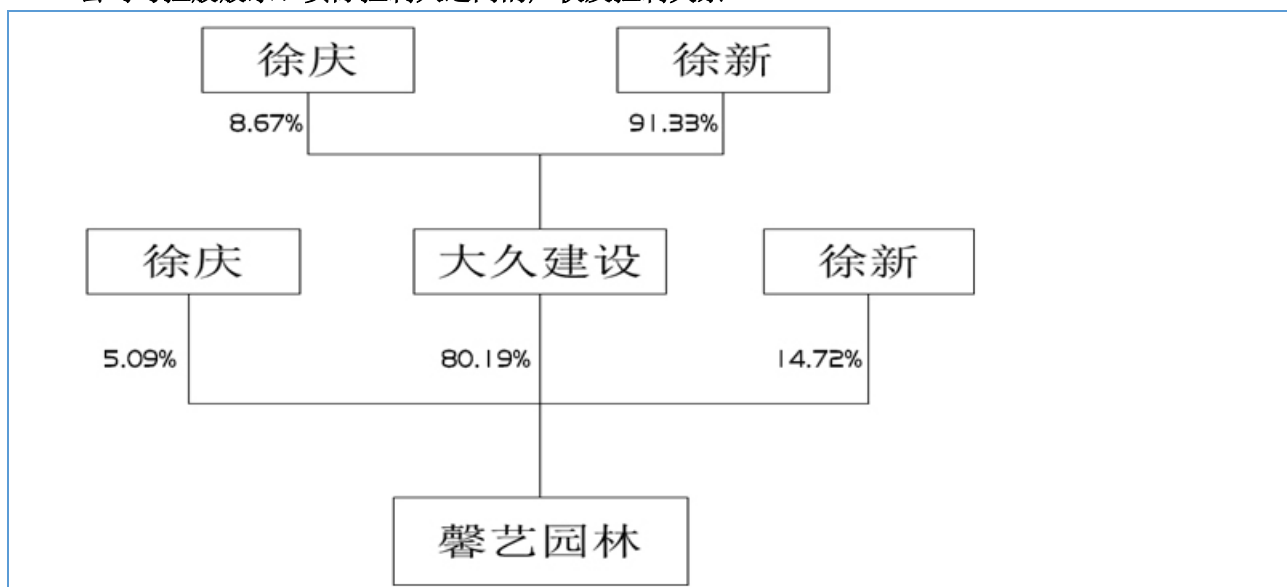 徐庆 徐新
8.67% 91.33%
徐庆 大久建设 徐新
5.09% 80.19% 14.72%
馨艺园林